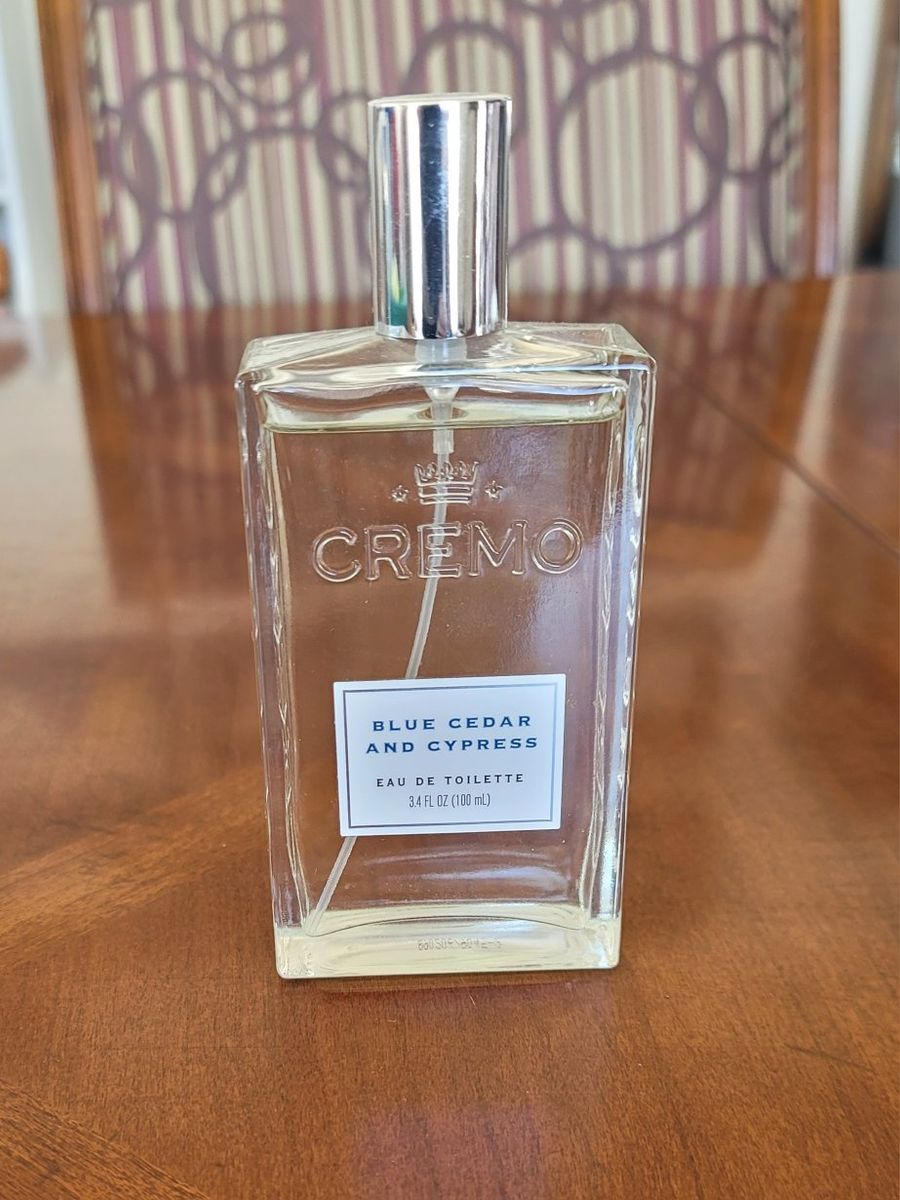 CREMO
BLUE CEDAR
AND CYPRESS
EAU DE TOILETTE
3.4 FL OZ (100 mL)